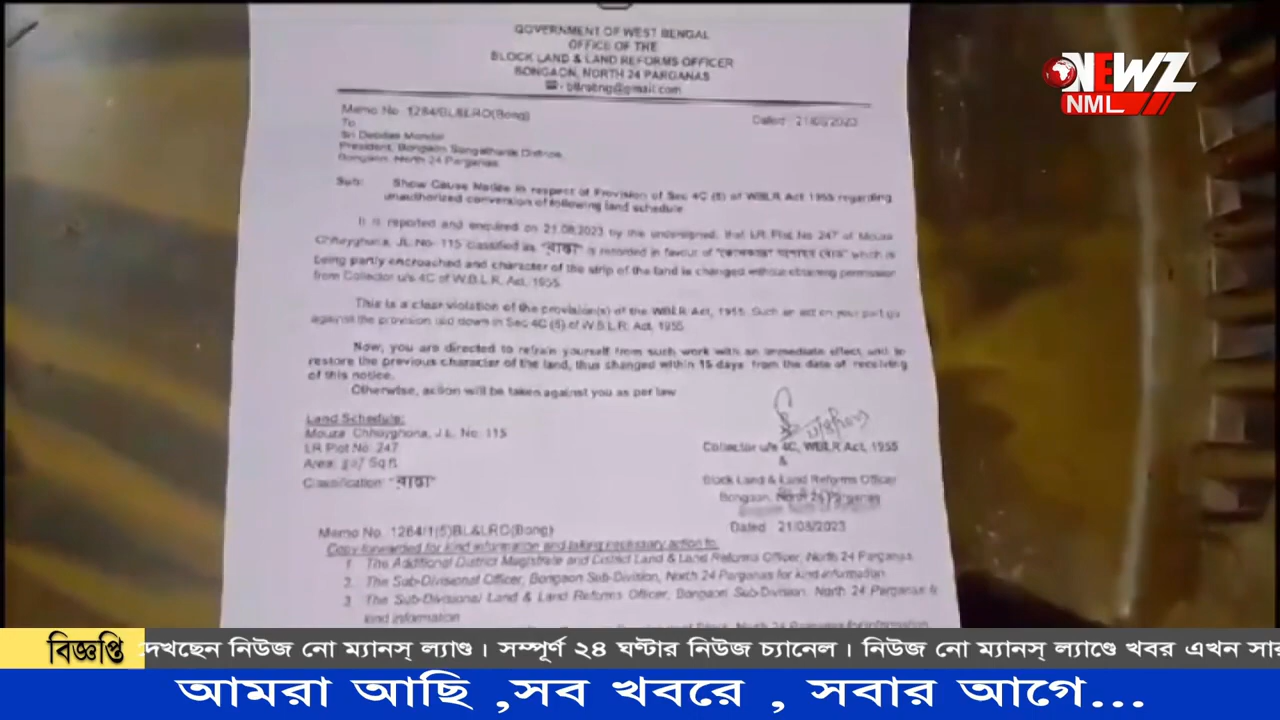 GOVERNMENT OF WEST BENGAL
OFFICE OF THE
BLOCK LAND & LAND REFORMS OFFICER
BONGAON, NORTH 24 PARGANAS
NEWZ
NML
Memo No. 1264/BL&LRO(Bong)
Dated 21/08/2023
To
Sri Debdas Mondal
President, Bongaon Sangathanik District
Bongaon, North 24 Parganas
Sub: Show Cause Notice in respect of Provision of Sec 4C (5) of WBLR Act 1955 regarding
unauthorized conversion of following land schedule
It is reported and enquired on 21.08.2023 by the undersigned, that LR Plot No 247 of Mouza
Chhoyghoria, JL.No- 115 classified as "রাস্তা" is recorded in favour of which is
being partly encroached and character of the strip of the land is changed without obtaining permission
from Collector u/s 4C of W.B.L.R. Act, 1955.
This is a clear violation of the provision(s) of the WBLR Act, 1955. Such an act on your part go
against the provision laid down in Sec 4C (5) of W.B.L.R. Act, 1955
Now, you are directed to refrain yourself from such work with an immediate effect and to
restore the previous character of the land, thus changed within 15 days from the date of receiving
of this notice.
Otherwise, action will be taken against you as per law
Land Schedule:
Mouza Chhoyghoria, J.L. No: 115
LR Plot No: 247
Area: Sq.ft
Classification: "রাস্তা"
21/8/2023
Collector u/s 4C, WBLR Act, 1955
&
Block Land & Land Reforms Officer
Bongaon, North 24 Parganas
Dated 21/08/2023
Memo No. 1264/1(5)BL&LRO(Bong)
Copy forwarded for kind information and taking necessary action to:
1. The Additional District Magistrate and District Land & Land Reforms Officer, North 24 Parganas.
2. The Sub-Divisional Officer, Bongaon Sub-Division, North 24 Parganas for kind information
3. The Sub-Divisional Land & Land Reforms Officer, Bongaon Sub-Division, North 24 Parganas
kind information
North 24 Parganas for information
বিজ্ঞপ্তি
দেখছেন নিউজ নো ম্যানস্ ল্যাণ্ড । সম্পূর্ণ ২৪ ঘণ্টার নিউজ চ্যানেল । নিউজ নো ম্যানস্ ল্যাণ্ডে খবর এখন সার
আমরা আছি ,সব খবরে , সবার আগে...